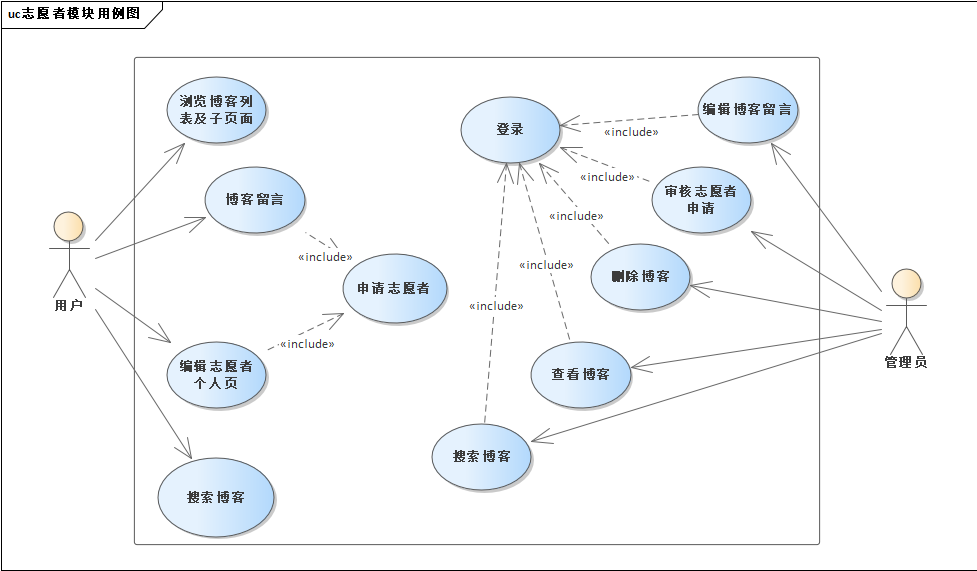 uc 志愿者模块用例图
浏览博客列
表及子页面
登录
编辑博客留言
«include»
博客留言
«include»
审核志愿者
申请
«include»
«include»
«include»
删除博客
申请志愿者
用户
«include»
«include»
编辑志愿者
个人页
查看博客
管理员
搜索博客
搜索博客